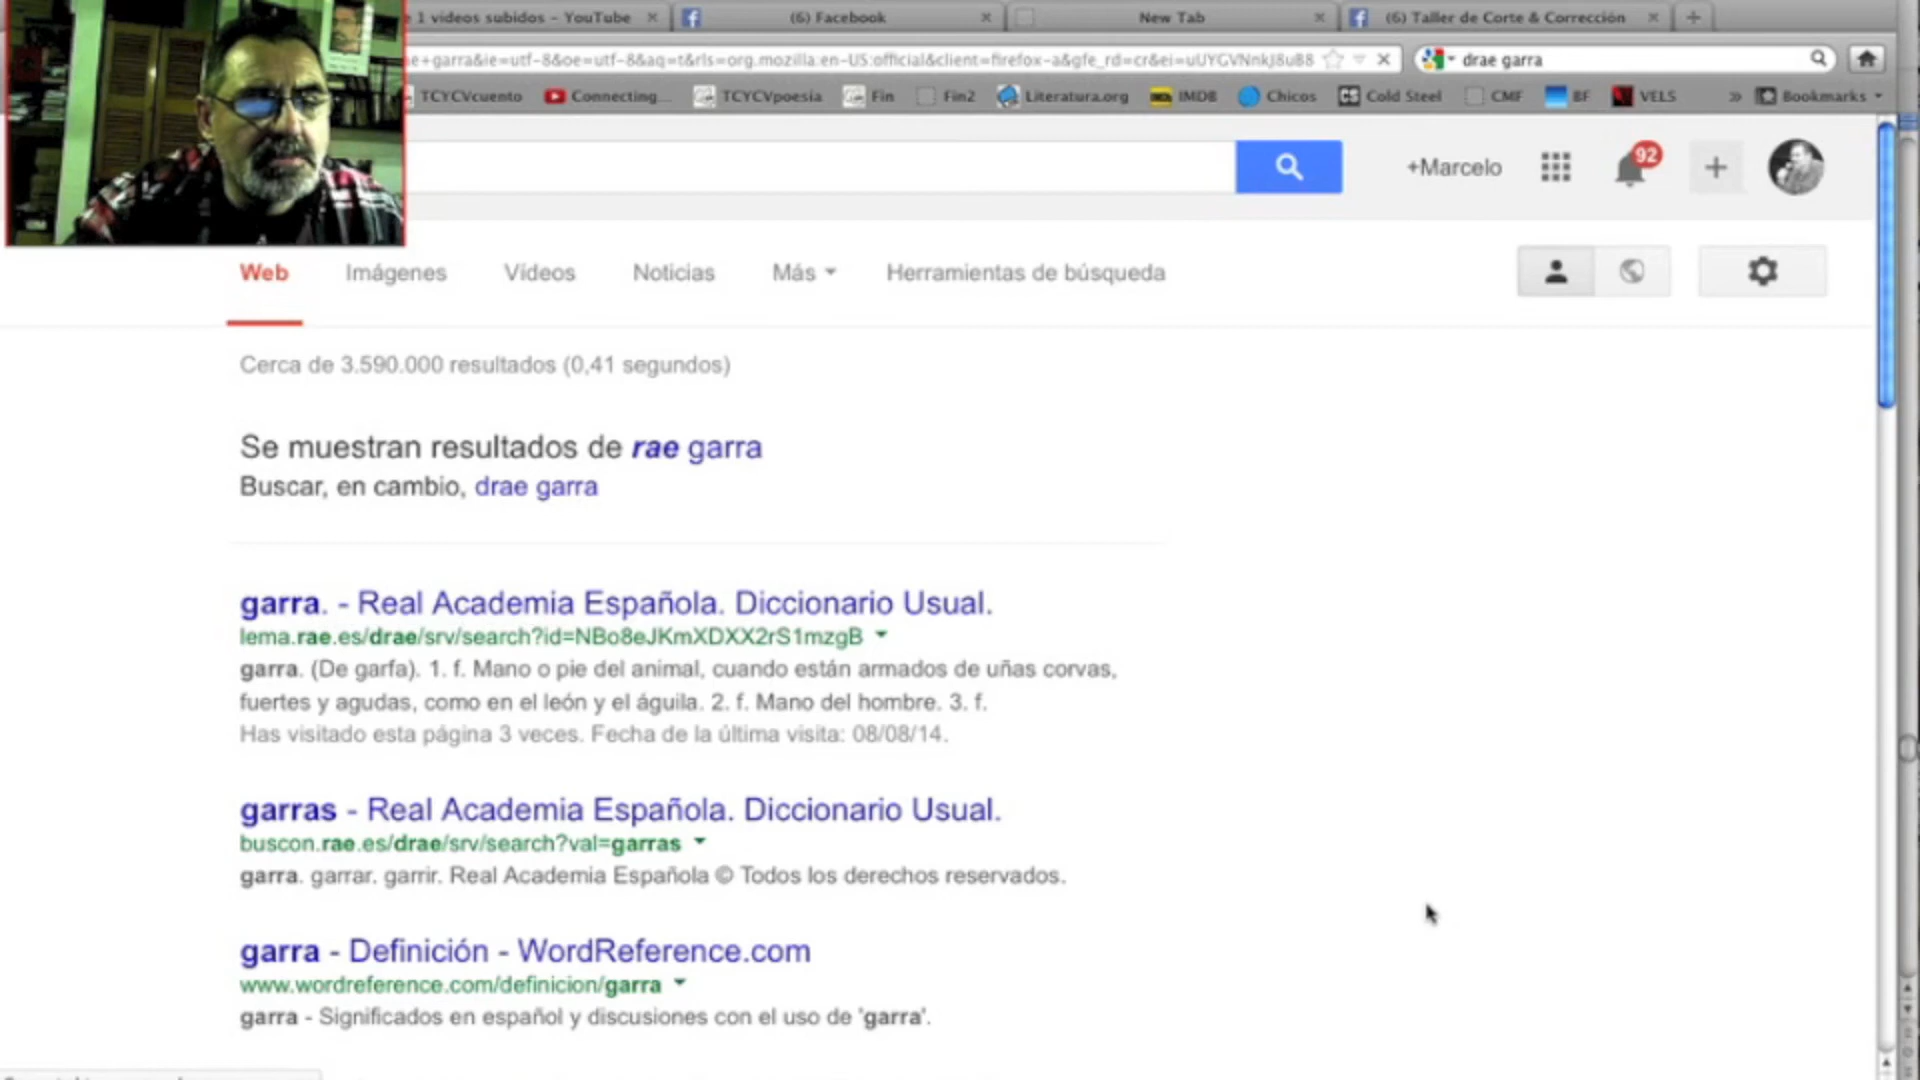 1 videos subidos – YouTube
(6) Facebook
New Tab
(6) Taller de Corte & Corrección
garra&ie=utf-8&oe=utf-8&aq=t&rls=org.mozilla:en-US:official&client=firefox-a&gfe_rd=cr&ei=uUYGVNnkJ8uB8
drae garra
TCYCVcuento
Connecting...
TCYCVpoesía
Fin
Fin2
Literatura.org
IMDB
Chicos
Cold Steel
CMF
BF
VELS
Bookmarks
+Marcelo
92
Web
Imágenes
Vídeos
Noticias
Más
Herramientas de búsqueda
Cerca de 3.590.000 resultados (0,41 segundos)
Se muestran resultados de rae garra
Buscar, en cambio, drae garra
garra. - Real Academia Española. Diccionario Usual.
lema.rae.es/drae/srv/search?id=NBo8eJKmXDXX2rS1mzgB
garra. (De garfa). 1. f. Mano o pie del animal, cuando están armados de uñas corvas,
fuertes y agudas, como en el león y el águila. 2. f. Mano del hombre. 3. f.
Has visitado esta página 3 veces. Fecha de la última visita: 08/08/14.
garras - Real Academia Española. Diccionario Usual.
buscon.rae.es/drae/srv/search?val=garras
garra. garrar. garrir. Real Academia Española © Todos los derechos reservados.
garra - Definición - WordReference.com
www.wordreference.com/definicion/garra
garra - Significados en español y discusiones con el uso de 'garra'.